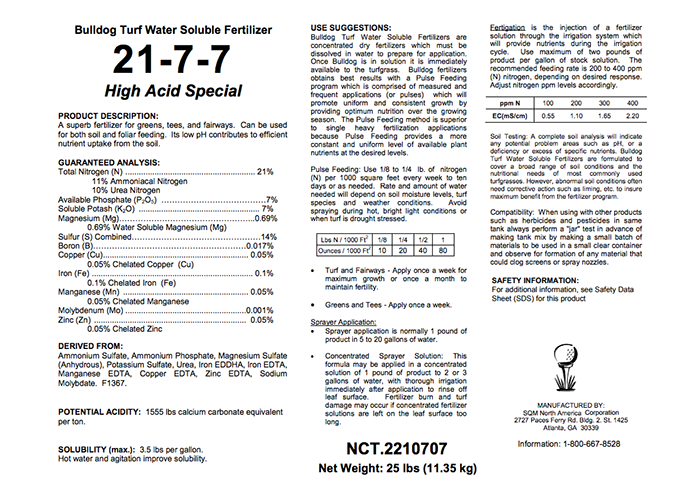 Bulldog Turf Water Soluble Fertilizer
21-7-7
High Acid Special
PRODUCT DESCRIPTION:
A superb fertilizer for greens, tees, and fairways. Can be used
for both soil and foliar feeding. Its low pH contributes to efficient
nutrient uptake from the soil.
GUARANTEED ANALYSIS:
Total Nitrogen (N) ........................................................ 21%
11% Ammoniacal Nitrogen
10% Urea Nitrogen
Available Phosphate (P2O5) ..............................................7%
Soluble Potash (K2O) ..................................................... 7%
Magnesium (Mg)..........................................................0.69%
0.69% Water Soluble Magnesium (Mg)
Sulfur (S) Combined......................................................14%
Boron (B)....................................................................0.017%
Copper (Cu)................................................................ 0.05%
0.05% Chelated Copper (Cu)
Iron (Fe) ..................................................................... 0.1%
0.1% Chelated Iron (Fe)
Manganese (Mn) ........................................................ 0.05%
0.05% Chelated Manganese
Molybdenum (Mo) ......................................................0.001%
Zinc (Zn) .................................................................... 0.05%
0.05% Chelated Zinc
DERIVED FROM:
Ammonium Sulfate, Ammonium Phosphate, Magnesium Sulfate
(Anhydrous), Potassium Sulfate, Urea, Iron EDDHA, Iron EDTA,
Manganese EDTA, Copper EDTA, Zinc EDTA, Sodium
Molybdate. F1367.
POTENTIAL ACIDITY: 1555 lbs calcium carbonate equivalent
per ton.
SOLUBILITY (max.): 3.5 lbs per gallon.
Hot water and agitation improve solubility.
USE SUGGESTIONS:
Bulldog Turf Water Soluble Fertilizers are
concentrated dry fertilizers which must be
dissolved in water to prepare for application.
Once Bulldog is in solution it is immediately
available to the turfgrass. Bulldog fertilizers
obtains best results with a Pulse Feeding
program which is comprised of measured and
frequent applications (or pulses) which will
promote uniform and consistent growth by
providing optimum nutrition over the growing
season. The Pulse Feeding method is superior
to single heavy fertilization applications
because Pulse Feeding provides a more
constant and uniform level of available plant
nutrients at the desired levels.
Pulse Feeding: Use 1/8 to 1/4 lb. of nitrogen
(N) per 1000 square feet every week to ten
days or as needed. Rate and amount of water
needed will depend on soil moisture levels, turf
species and weather conditions. Avoid
spraying during hot, bright light conditions or
when turf is drought stressed.
Lbs N / 1000 Ft2 1/8 1/4 1/2 1
Ounces / 1000 Ft2 10 20 40 80
• Turf and Fairways - Apply once a week for
maximum growth or once a month to
maintain fertility.
• Greens and Tees - Apply once a week.
Sprayer Application:
• Sprayer application is normally 1 pound of
product in 5 to 20 gallons of water.
• Concentrated Sprayer Solution: This
formula may be applied in a concentrated
solution of 1 pound of product to 2 or 3
gallons of water, with thorough irrigation
immediately after application to rinse off
leaf surface. Fertilizer burn and turf
damage may occur if concentrated fertilizer
solutions are left on the leaf surface too
long.
NCT.2210707
Net Weight: 25 lbs (11.35 kg)
Fertigation is the injection of a fertilizer
solution through the irrigation system which
will provide nutrients during the irrigation
cycle. Use maximum of two pounds of
product per gallon of stock solution. The
recommended feeding rate is 200 to 400 ppm
(N) nitrogen, depending on desired response.
Adjust nitrogen ppm levels accordingly.
ppm N 100 200 300 400
EC(mS/cm) 0.55 1.10 1.65 2.20
Soil Testing: A complete soil analysis will indicate
any potential problem areas such as pH, or a
deficiency or excess of specific nutrients. Bulldog
Turf Water Soluble Fertilizers are formulated to
cover a broad range of soil conditions and the
nutritional needs of most commonly used
turfgrasses. However, abnormal soil conditions often
need corrective action such as liming, etc. to insure
maximum benefit from the fertilizer program.
Compatibility: When using with other products
such as herbicides and pesticides in same
tank always perform a "jar" test in advance of
making tank mix by making a small batch of
materials to be used in a small clear container
and observe for formation of any material that
could clog screens or spray nozzles.
SAFETY INFORMATION:
For additional information, see Safety Data
Sheet (SDS) for this product
MANUFACTURED BY:
SQM North America Corporation
2727 Paces Ferry Rd. Bldg. 2. St. 1425
Atlanta, GA 30339
Information: 1-800-667-8528